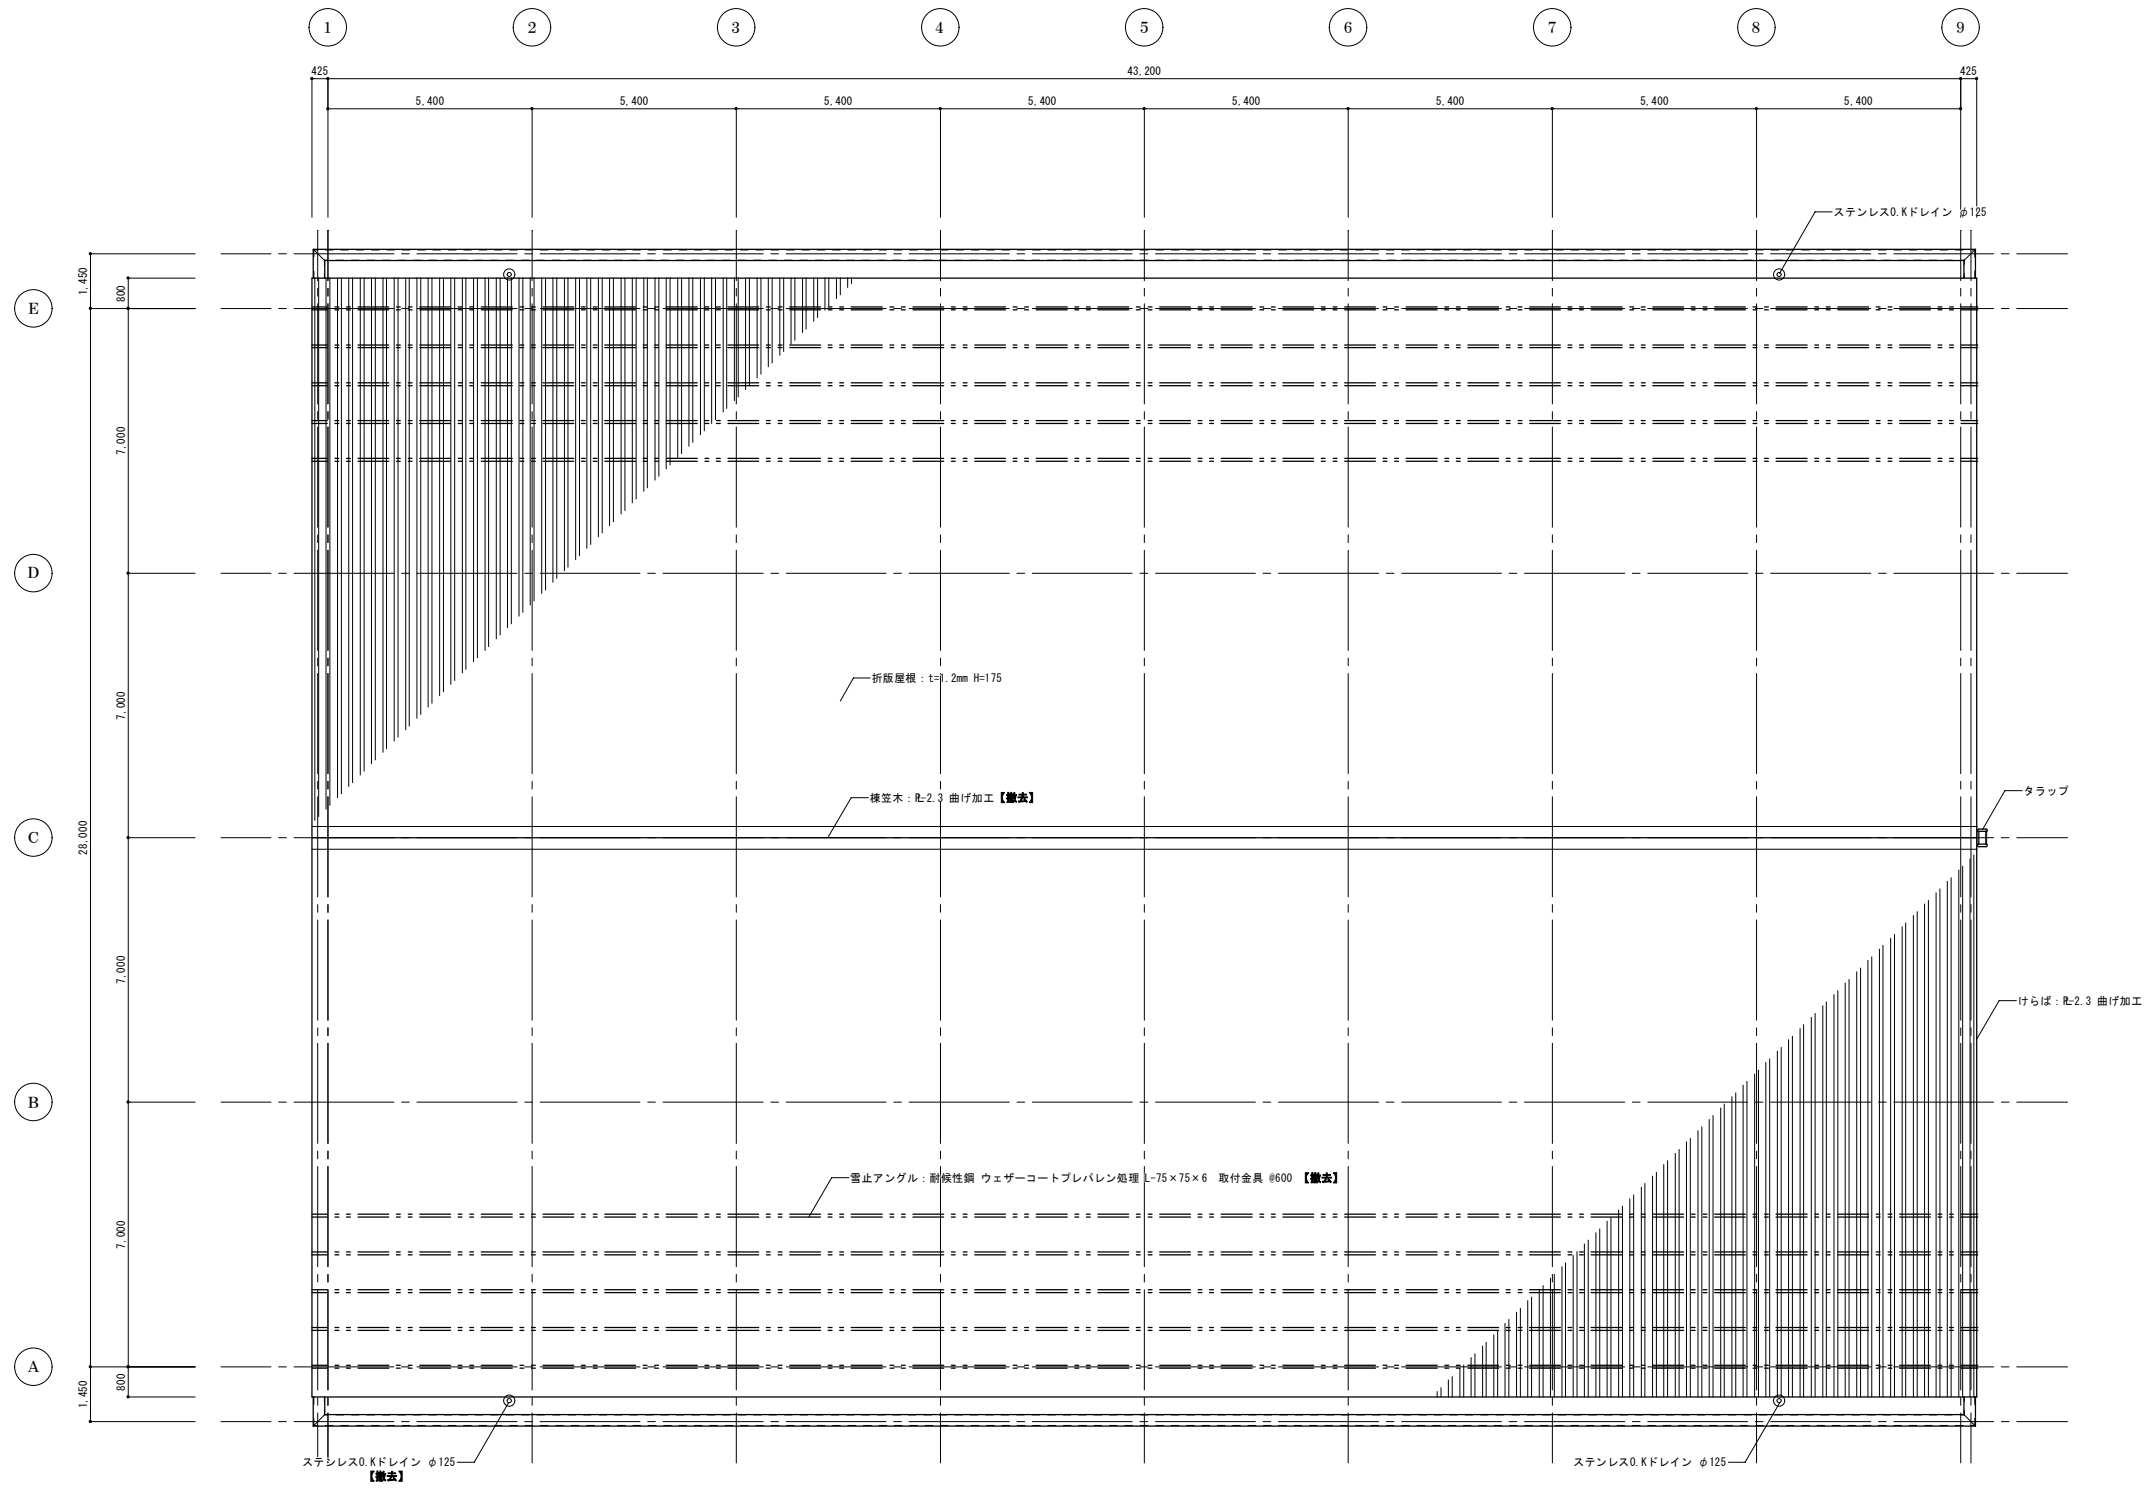 1 2 3 4 5 6 7 8 9
425 43,200 425
5,400 5,400 5,400 5,400 5,400 5,400 5,400 5,400
ステンレスO.Kドレイン φ125
1,450
800
E
7,000
D
折版屋根：t=1.2mm H=175
7,000
棟笠木：PL-2.3 曲げ加工【撤去】
タラップ
C
28,000
7,000
けらば：PL-2.3 曲げ加工
B
雪止アングル：耐候性鋼 ウェザーコートプレパレン処理 L-75×75×6 取付金具 @600 【撤去】
7,000
A
800
1,450
ステンレスO.Kドレイン φ125
【撤去】
ステンレスO.Kドレイン φ125